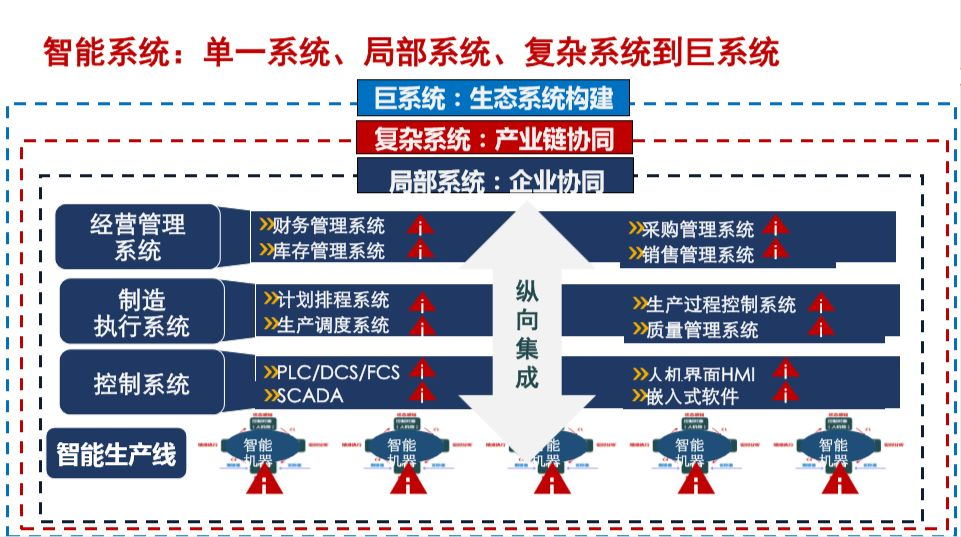 智能系统：单一系统、局部系统、复杂系统到巨系统
巨系统：生态系统构建
复杂系统：产业链协同
局部系统：企业协同
经营管理
系统
财务管理系统
库存管理系统
采购管理系统
销售管理系统
制造
执行系统
计划排程系统
生产调度系统
生产过程控制系统
质量管理系统
控制系统
PLC/DCS/FCS
SCADA
人机界面HMI
嵌入式软件
纵
向
集
成
智能生产线
智能
机器
智能
机器
智能
机器
智能
机器
智能
机器